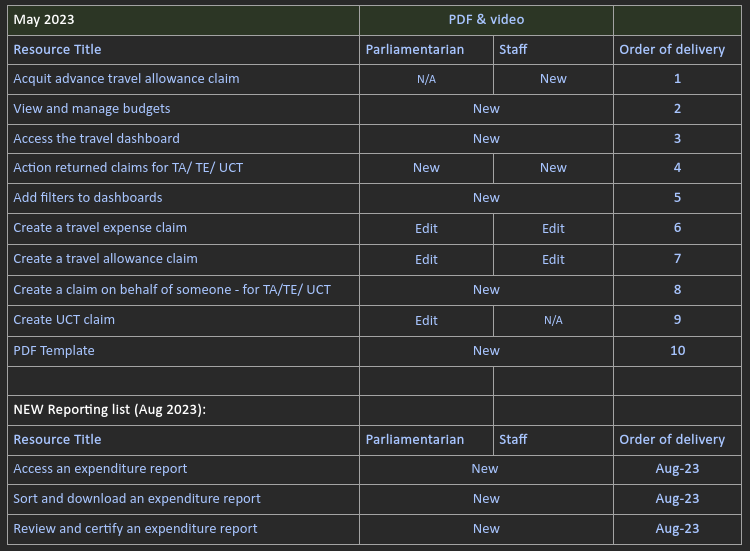 May 2023 PDF & video
Resource Title Parliamentarian Staff Order of delivery
Acquit advance travel allowance claim N/A New 1
View and manage budgets New 2
Access the travel dashboard New 3
Action returned claims for TA/ TE/ UCT New New 4
Add filters to dashboards New 5
Create a travel expense claim Edit Edit 6
Create a travel allowance claim Edit Edit 7
Create a claim on behalf of someone - for TA/TE/ UCT New 8
Create UCT claim Edit N/A 9
PDF Template New 10
NEW Reporting list (Aug 2023):
Resource Title Parliamentarian Staff Order of delivery
Access an expenditure report New Aug-23
Sort and download an expenditure report New Aug-23
Review and certify an expenditure report New Aug-23